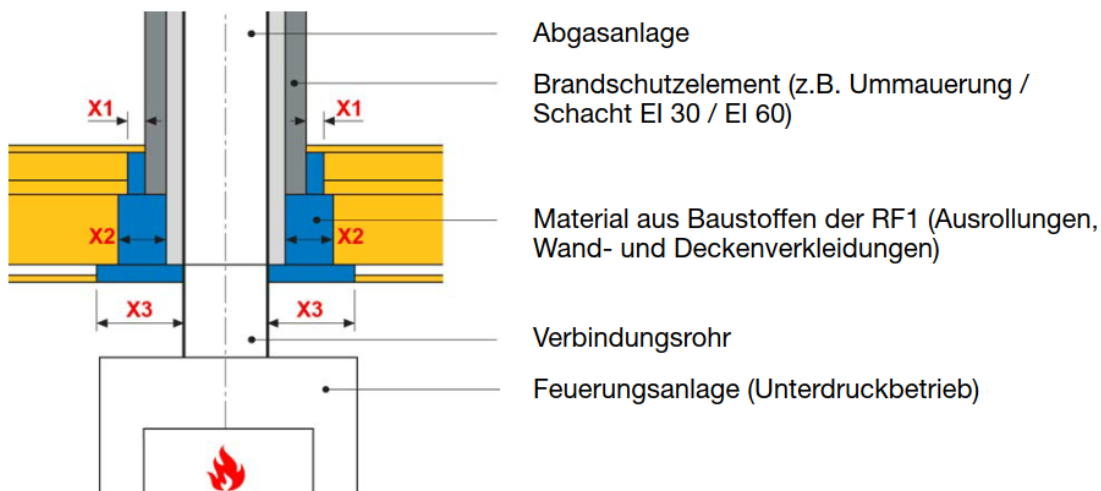 Abgasanlage
Brandschutzelement (z.B. Ummauerung /
Schacht EI 30 / EI 60)
X1
X1
Material aus Baustoffen der RF1 (Ausrollungen,
Wand- und Deckenverkleidungen)
X2
X2
X3
X3
Verbindungsrohr
Feuerungsanlage (Unterdruckbetrieb)